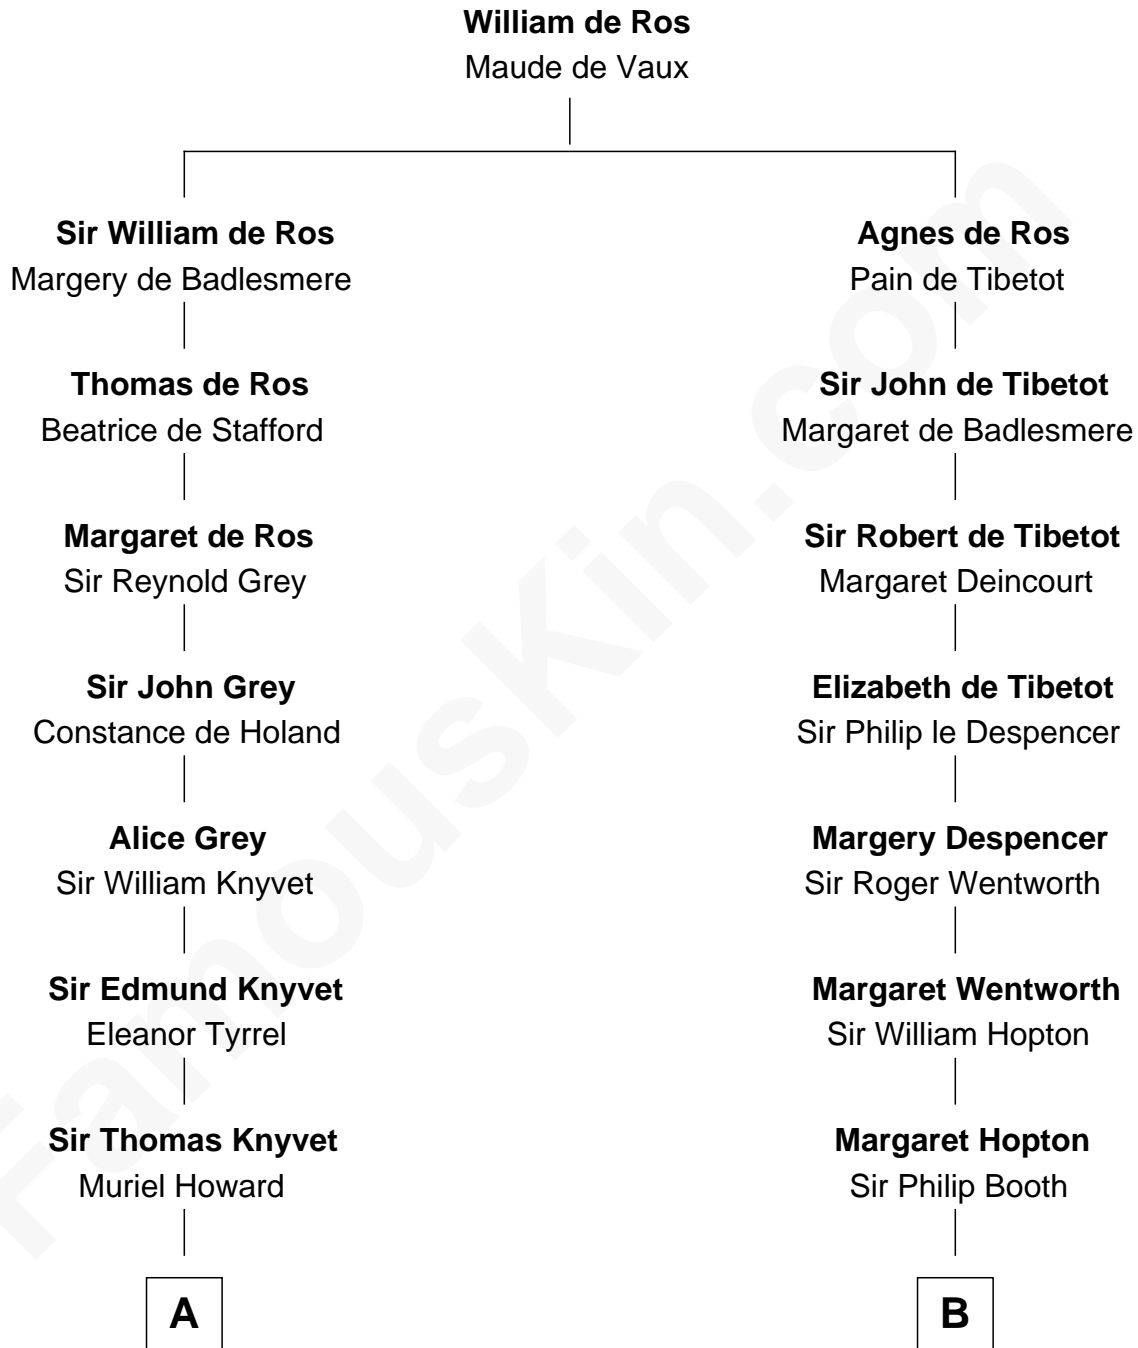 William de Ros
Maude de Vaux
Sir William de Ros
Margery de Badlesmere
Agnes de Ros
Pain de Tibetot
Thomas de Ros
Beatrice de Stafford
Sir John de Tibetot
Margaret de Badlesmere
Margaret de Ros
Sir Reynold Grey
Sir Robert de Tibetot
Margaret Deincourt
Sir John Grey
Constance de Holand
Elizabeth de Tibetot
Sir Philip le Despencer
Alice Grey
Sir William Knyvet
Margery Despencer
Sir Roger Wentworth
Sir Edmund Knyvet
Eleanor Tyrrel
Margaret Wentworth
Sir William Hopton
Sir Thomas Knyvet
Muriel Howard
Margaret Hopton
Sir Philip Booth
A
B
FamousKin.com